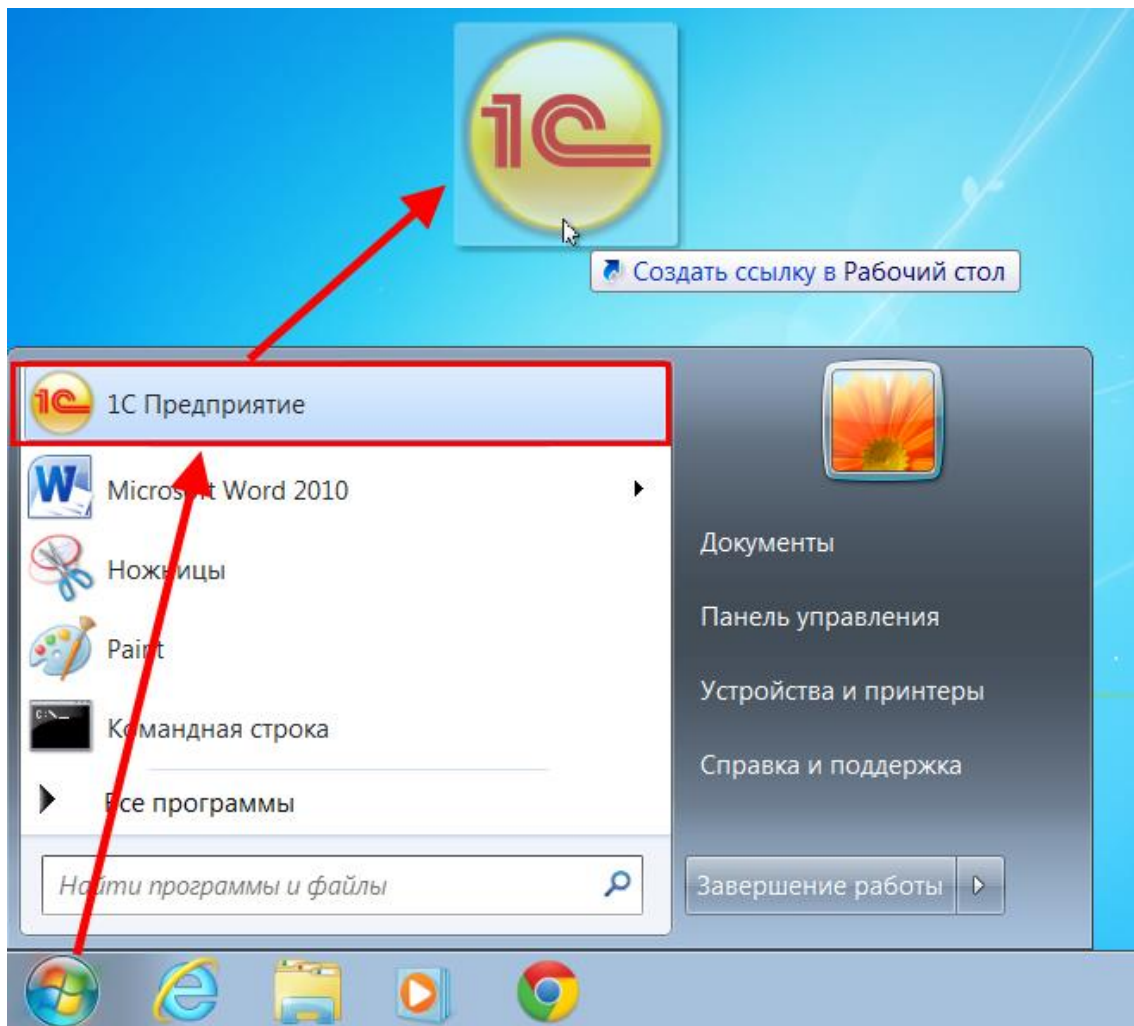 1С
Создать ссылку в Рабочий стол
1С
1С Предприятие
W
Microsoft Word 2010
Ножницы
Paint
C:\_
Командная строка
Все программы
Найти программы и файлы
Документы
Панель управления
Устройства и принтеры
Справка и поддержка
Завершение работы